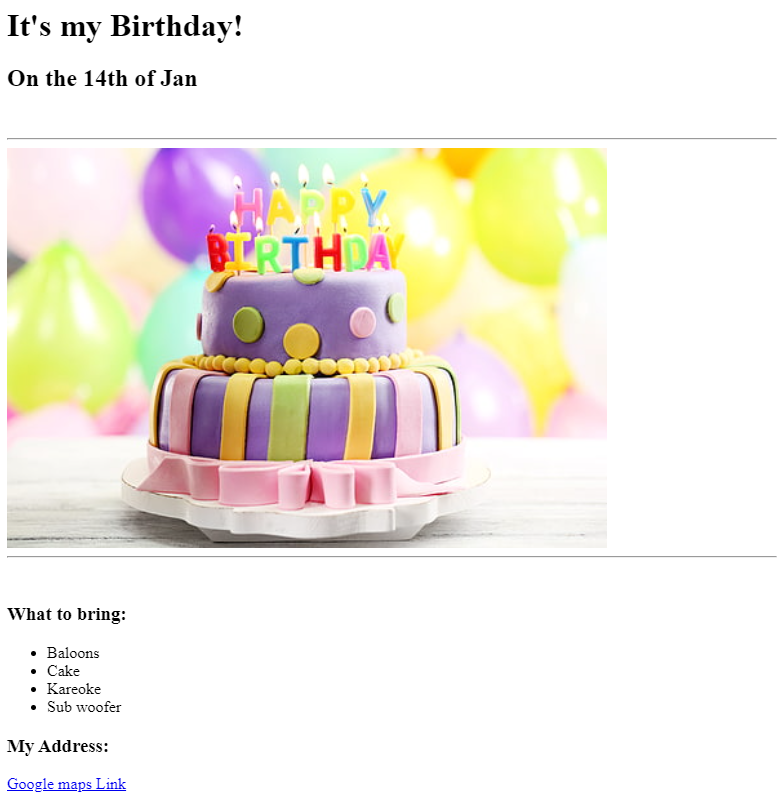 It's my Birthday!
On the 14th of Jan
HAPPY
BIRTHDAY
What to bring:
Baloons
Cake
Kareoke
Sub woofer
My Address:
Google maps Link